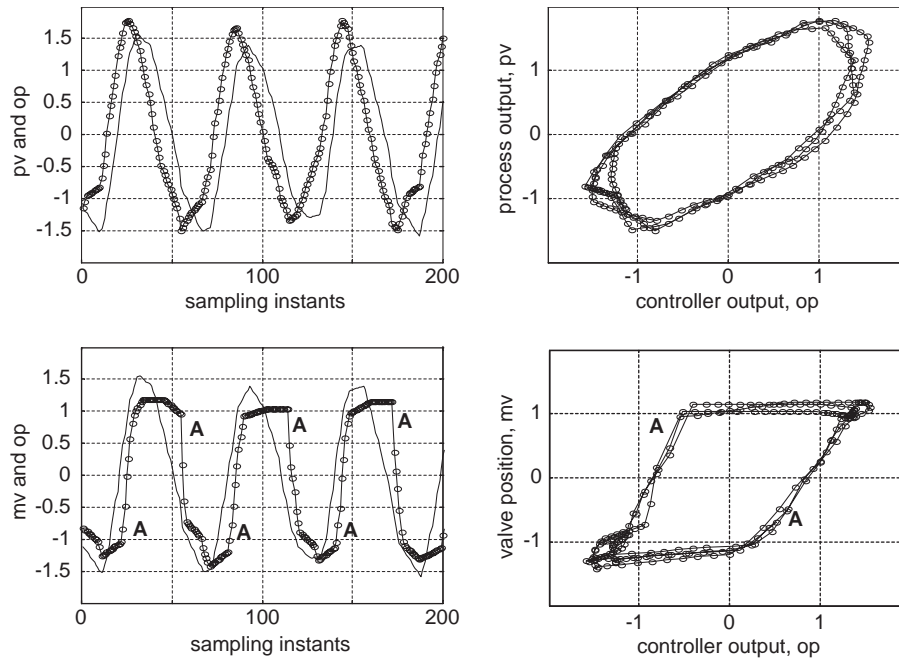 1.5
1
0.5
0
-0.5
-1
-1.5
pv and op
0 100 200
sampling instants
1
0
-1
process output, pv
-1 0 1
controller output, op
1.5
1
0.5
0
-0.5
-1
-1.5
mv and op
A A A
A A A
0 100 200
sampling instants
1
0
-1
valve position, mv
A
A
-1 0 1
controller output, op